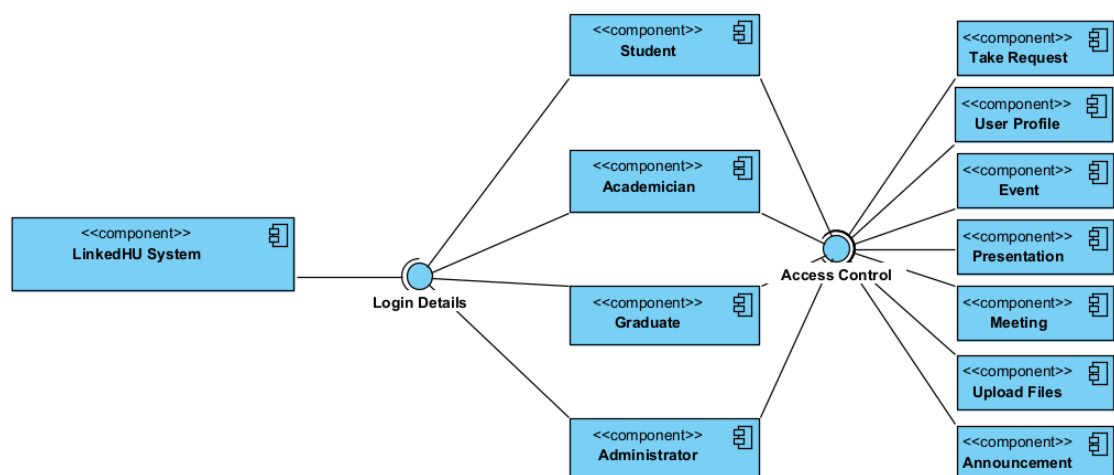 <<component>>
LinkedHU System
Login Details
<<component>>
Student
<<component>>
Academician
<<component>>
Graduate
<<component>>
Administrator
Access Control
<<component>>
Take Request
<<component>>
User Profile
<<component>>
Event
<<component>>
Presentation
<<component>>
Meeting
<<component>>
Upload Files
<<component>>
Announcement